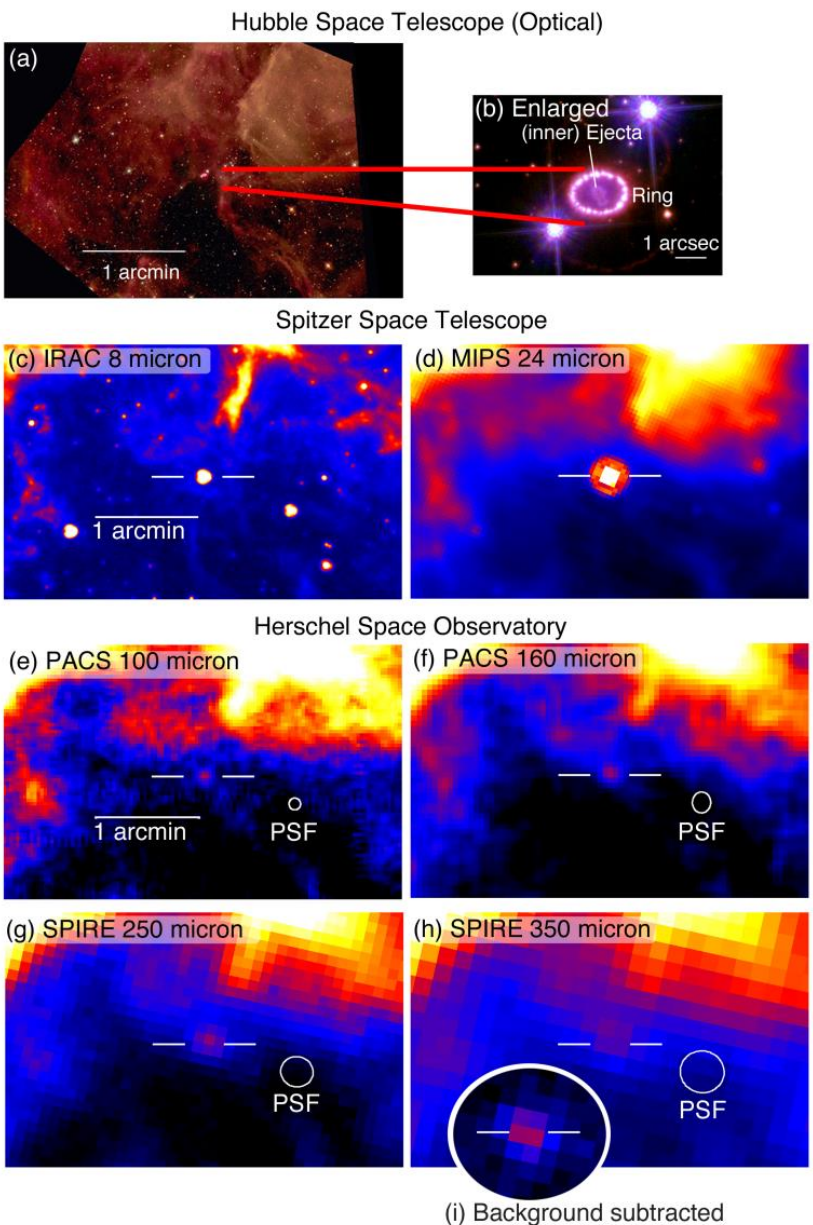 Hubble Space Telescope (Optical)
(a)
1 arcmin
(b) Enlarged
(inner) Ejecta
Ring
1 arcsec
Spitzer Space Telescope
(c) IRAC 8 micron
1 arcmin
(d) MIPS 24 micron
Herschel Space Observatory
(e) PACS 100 micron
1 arcmin
PSF
(f) PACS 160 micron
PSF
(g) SPIRE 250 micron
PSF
(h) SPIRE 350 micron
PSF
(i) Background subtracted